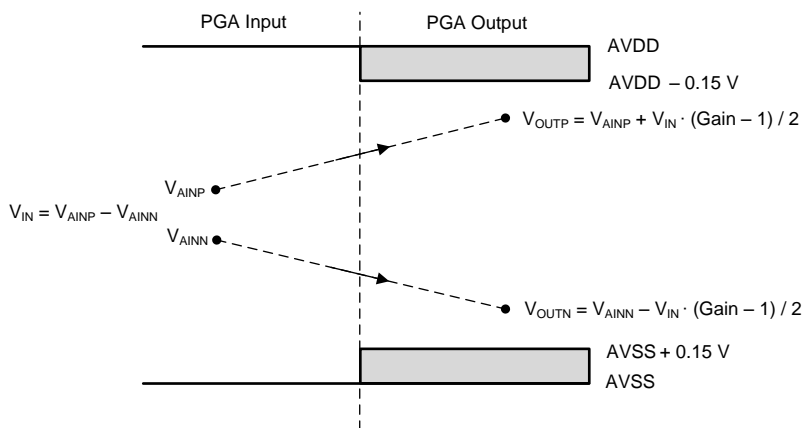 PGA Input
PGA Output
AVDD
AVDD – 0.15 V
V_OUTP = V_AINP + V_IN · (Gain – 1) / 2
V_AINP
V_IN = V_AINP – V_AINN
V_AINN
V_OUTN = V_AINN – V_IN · (Gain – 1) / 2
AVSS + 0.15 V
AVSS